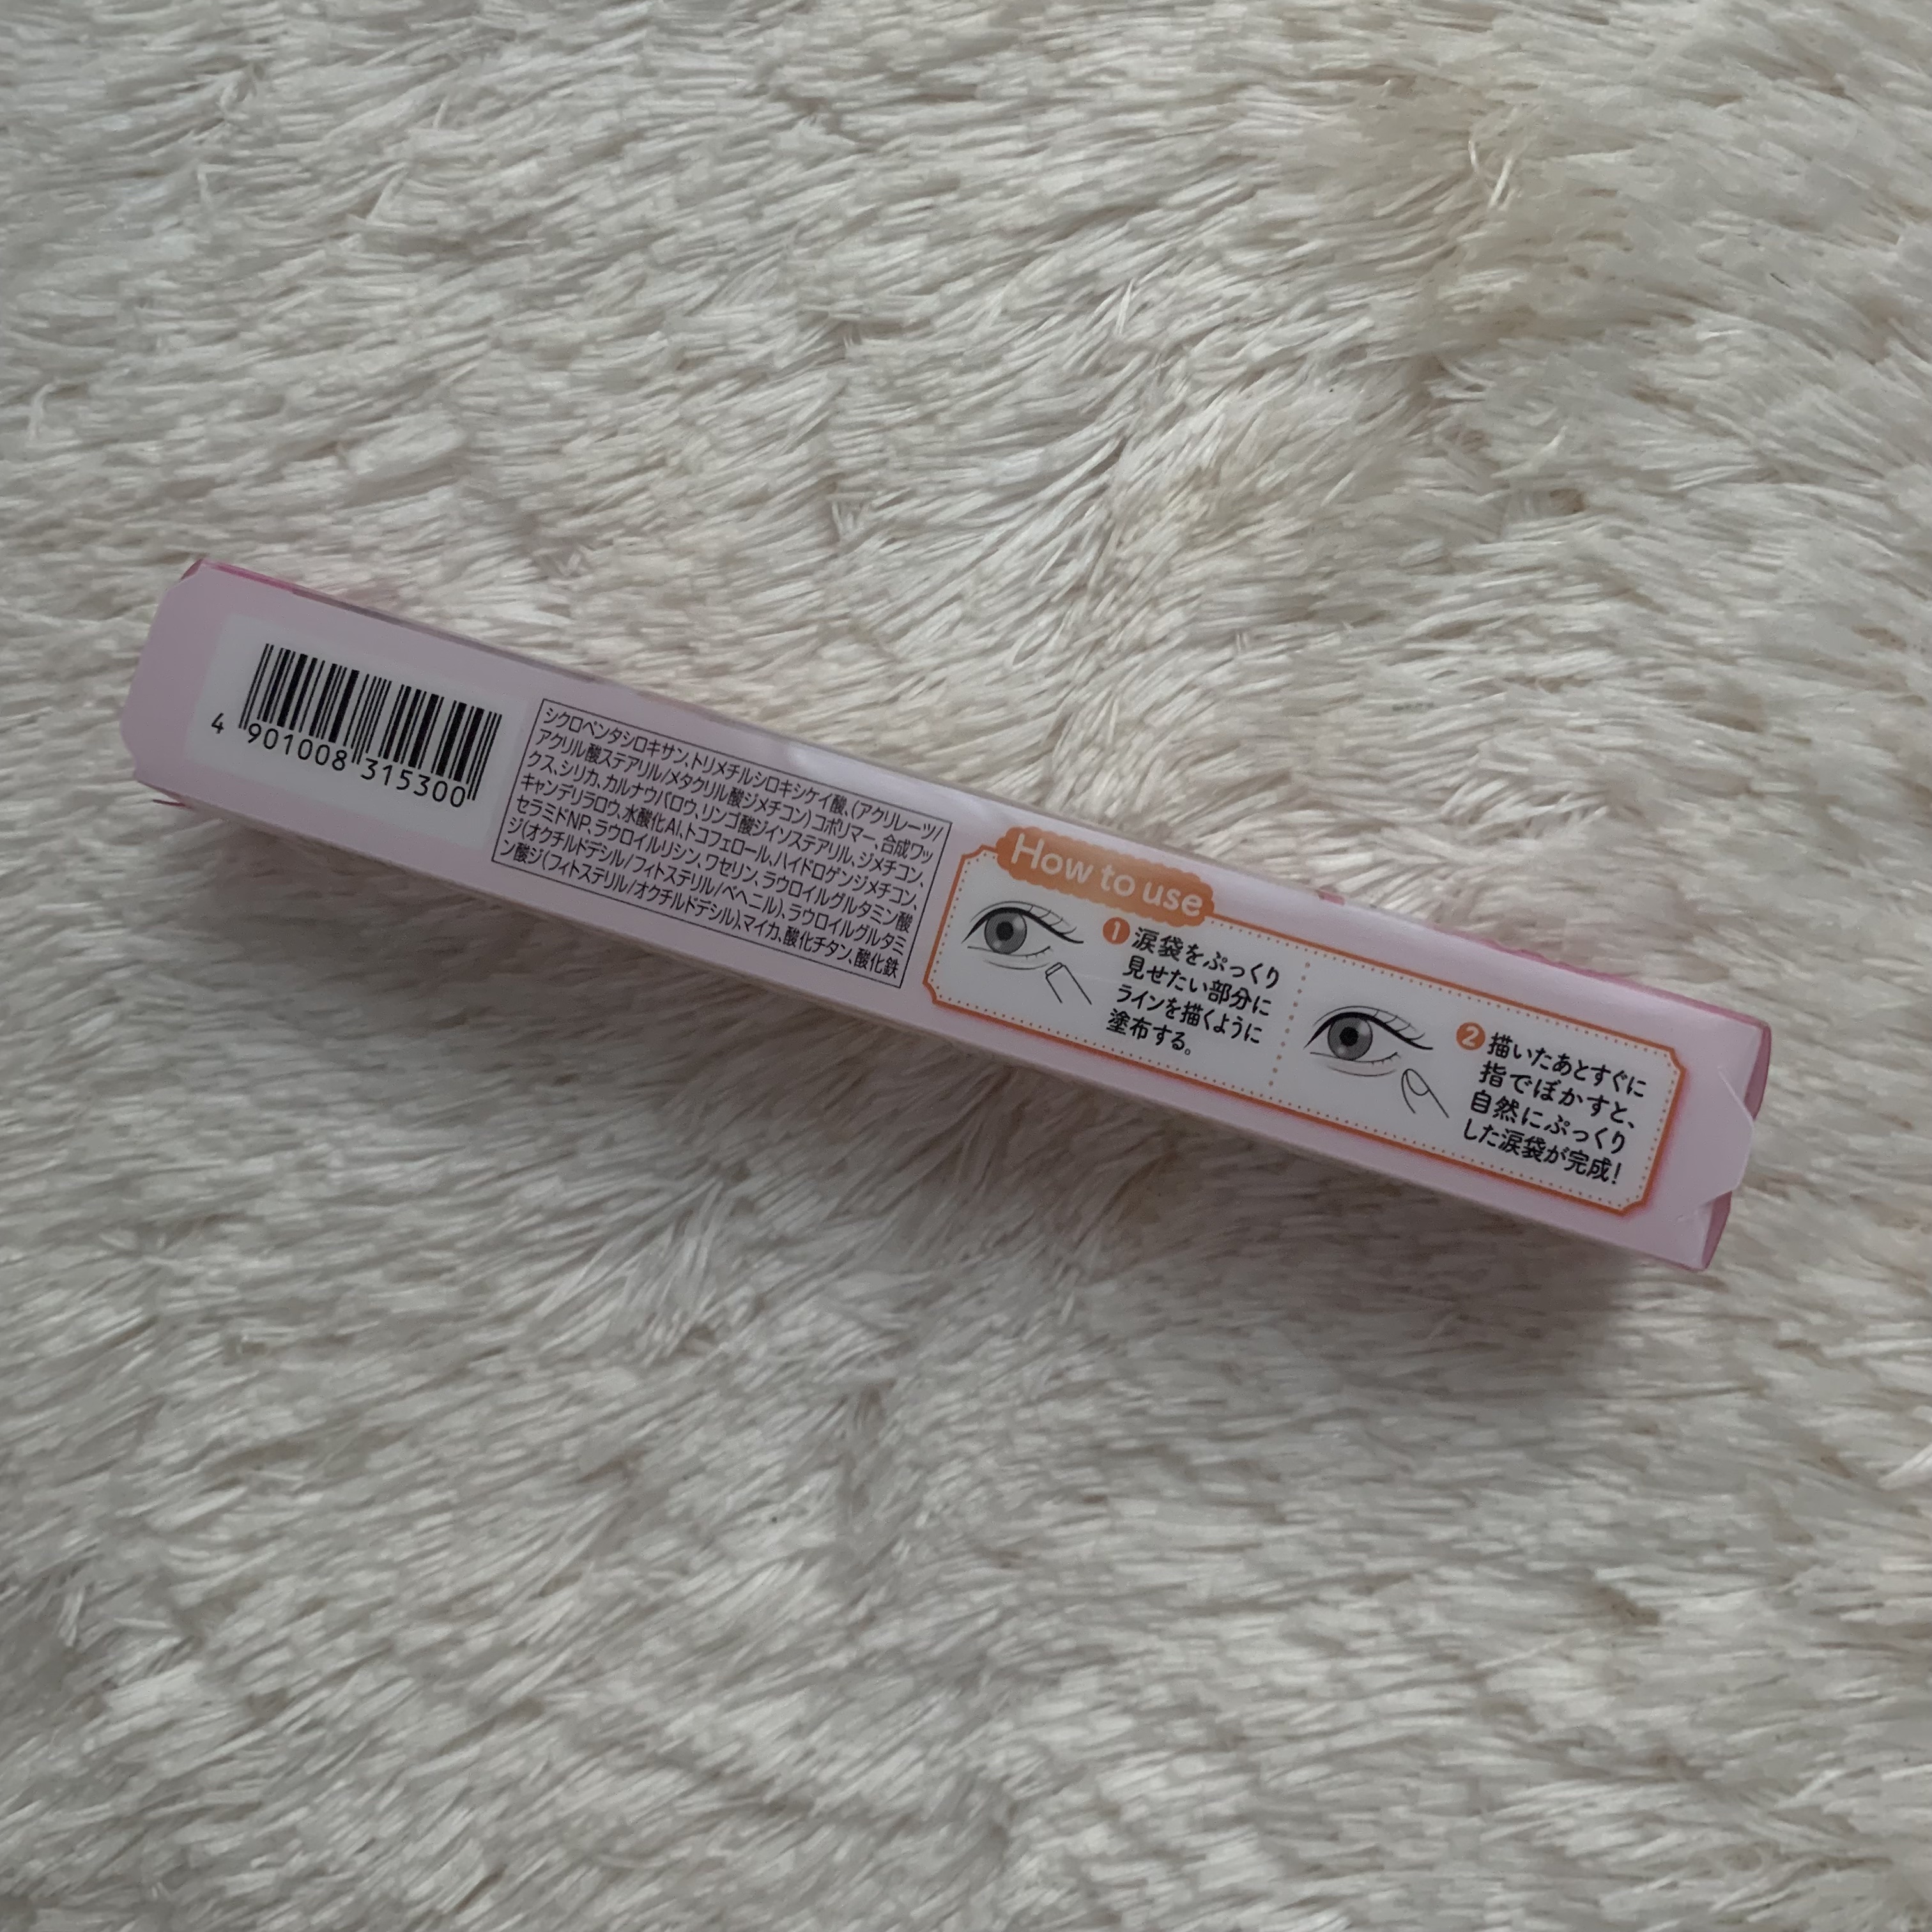 4 901008 315300
シクロペンタシロキサン、トリメチルシロキシケイ酸、(アクリレーツ/
アクリル酸ステアリル/メタクリル酸ジメチコン)コポリマー、合成ワッ
クス、シリカ、カルナウバロウ、リンゴ酸ジイソステアリル、ジメチコン、
キャンデリラロウ、水酸化Al、トコフェロール、ハイドロゲンジメチコン、
セラミドNP、ラウロイルリシン、ワセリン、ラウロイルグルタミン酸
ジ(オクチルドデシル/フィトステリル/ベヘニル)、ラウロイルグルタミ
ン酸ジ(フィトステリル/オクチルドデシル)、マイカ、酸化チタン、酸化鉄
How to use
1 涙袋をぷっくり
見せたい部分に
ラインを描くように
塗布する。
2 描いたあとすぐに
指でぼかすと、
自然にぷっくり
した涙袋が完成!